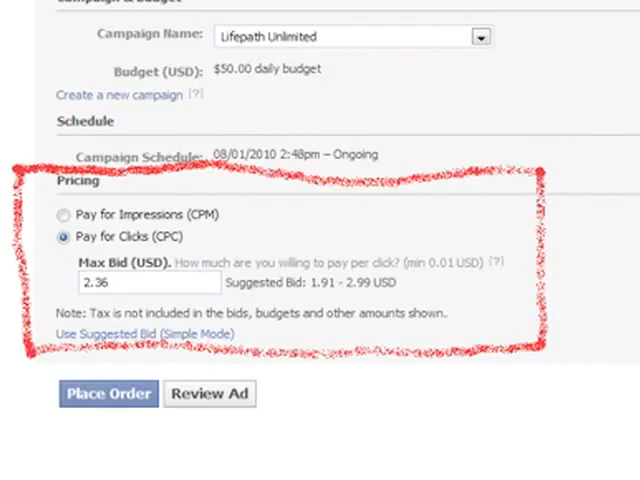 Campaign & Budget
Campaign Name: Lifepath Unlimited
Budget (USD): $50.00 daily budget
Create a new campaign [?]
Schedule
Campaign Schedule: 08/01/2010 2:48pm – Ongoing
Pricing
Pay for Impressions (CPM)
Pay for Clicks (CPC)
Max Bid (USD). How much are you willing to pay per click? (min 0.01 USD) [?]
2.36 Suggested Bid: 1.91 - 2.99 USD
Note: Tax is not included in the bids, budgets and other amounts shown.
Use Suggested Bid (Simple Mode)
Place Order Review Ad